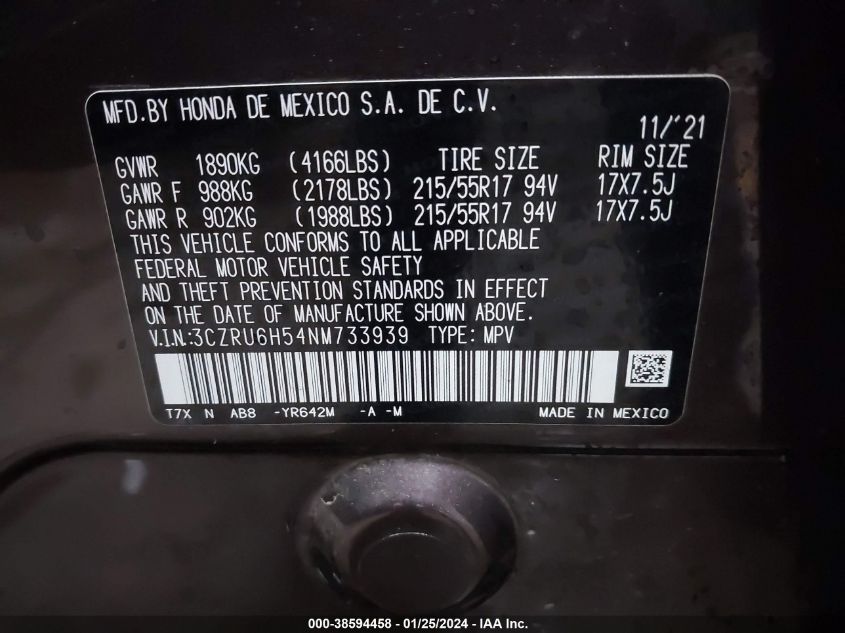 MFD.BY HONDA DE MEXICO S.A. DE C.V.
11/'21
GVWR 1890KG (4166LBS) TIRE SIZE RIM SIZE
GAWR F 988KG (2178LBS) 215/55R17 94V 17X7.5J
GAWR R 902KG (1988LBS) 215/55R17 94V 17X7.5J
THIS VEHICLE CONFORMS TO ALL APPLICABLE
FEDERAL MOTOR VEHICLE SAFETY
AND THEFT PREVENTION STANDARDS IN EFFECT
ON THE DATE OF MANUFACTURE SHOWN ABOVE.
V.I.N.:3CZRU6H54NM733939 TYPE: MPV
T7X N AB8 -YR642M -A -M MADE IN MEXICO
000-38594458 - 01/25/2024 - IAA Inc.